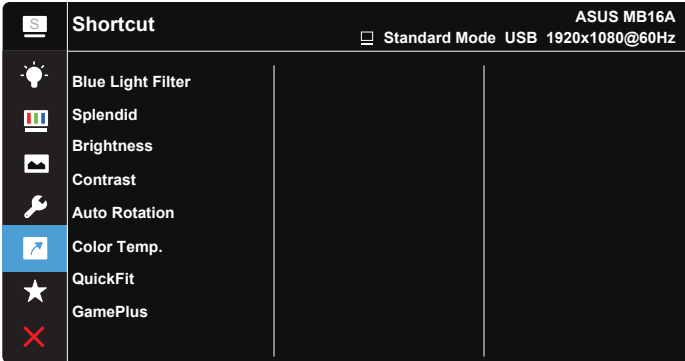 S
Shortcut
ASUS MB16A
Standard Mode USB 1920x1080@60Hz
Blue Light Filter
Splendid
Brightness
Contrast
Auto Rotation
Color Temp.
QuickFit
GamePlus